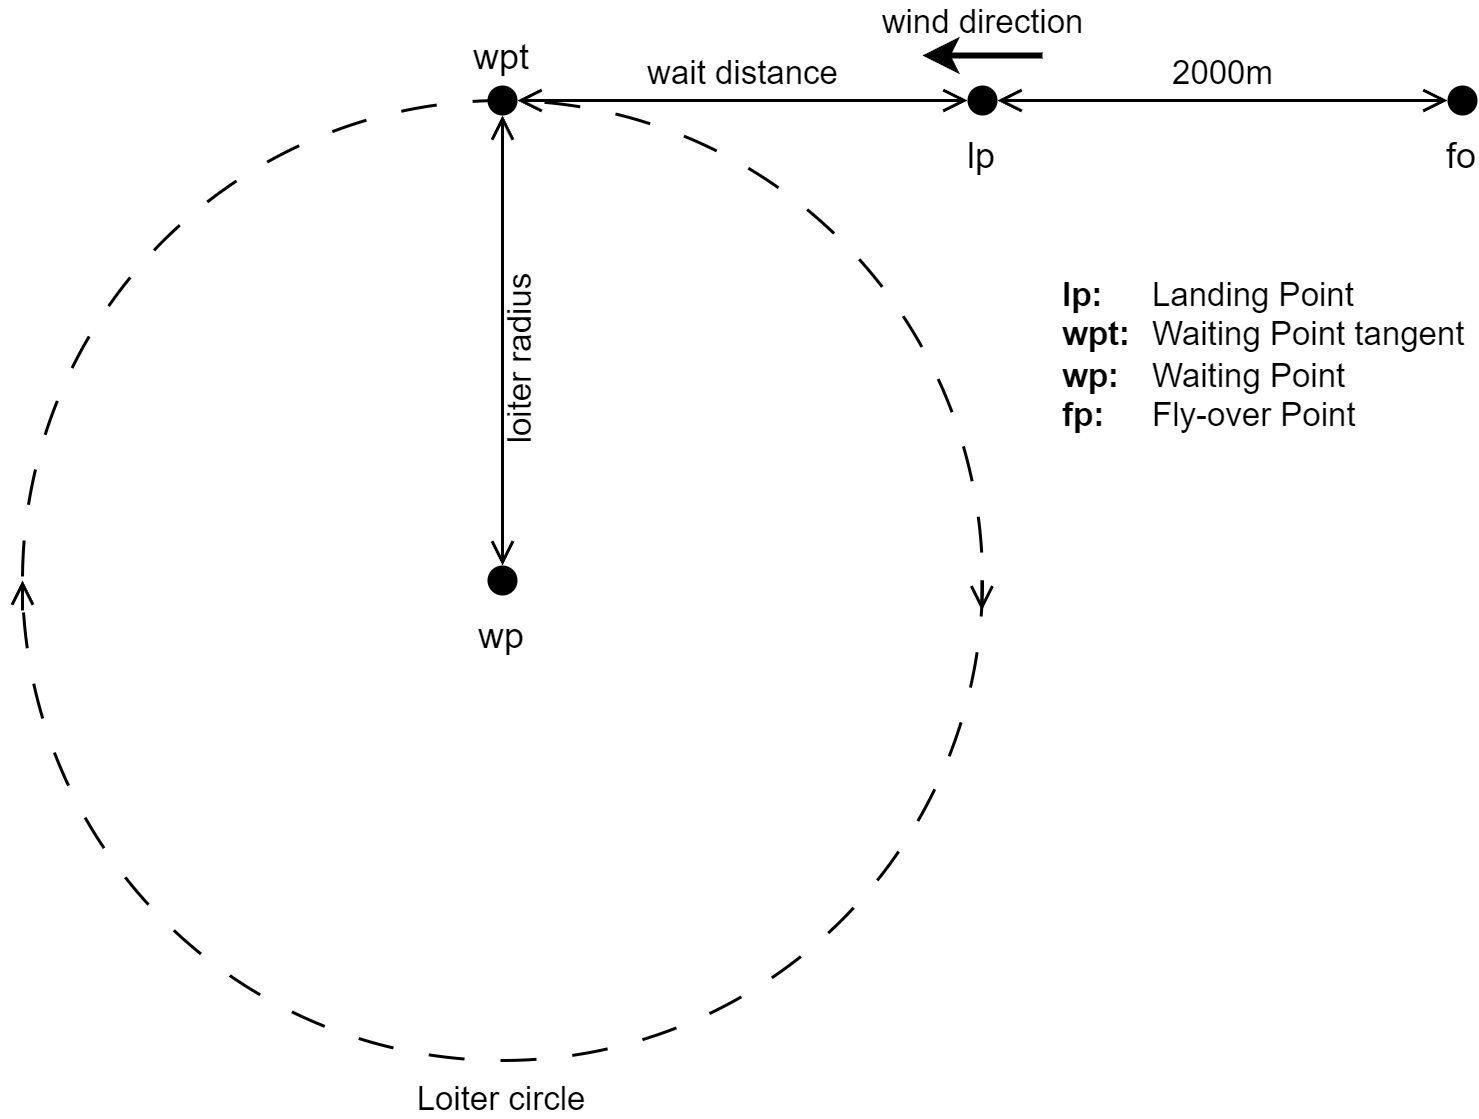 wind direction
wpt
wait distance
2000m
lp
fo
loiter radius
lp: Landing Point
wpt: Waiting Point tangent
wp: Waiting Point
fp: Fly-over Point
wp
Loiter circle